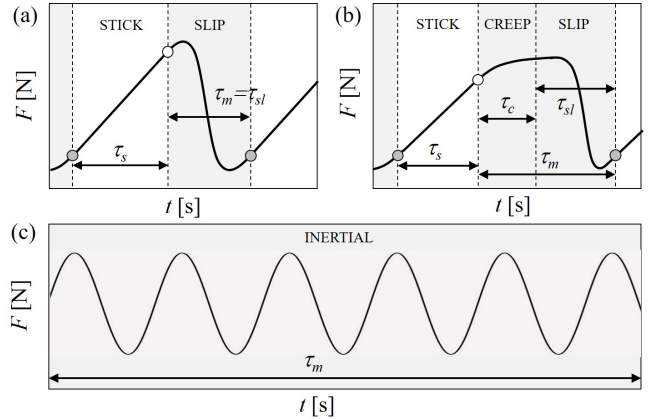 (a)
STICK
SLIP
F [N]
τm=τsl
τs
t [s]
(b)
STICK
CREEP
SLIP
F [N]
τc
τsl
τs
τm
t [s]
(c)
INERTIAL
F [N]
τm
t [s]